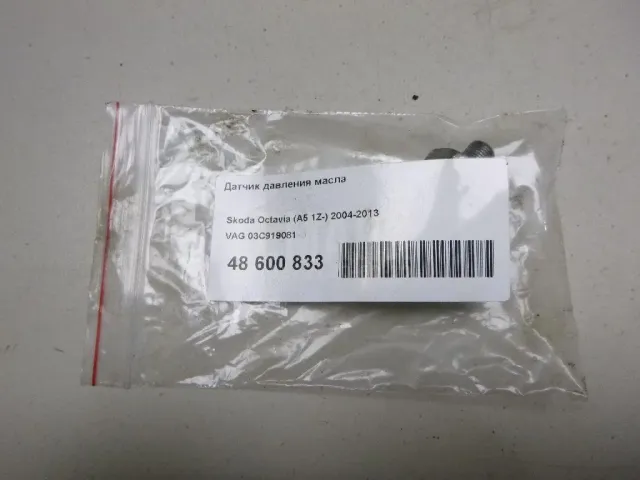 Датчик давления масла
Skoda Octavia (A5 1Z-) 2004-2013
VAG 03C919081
48 600 833